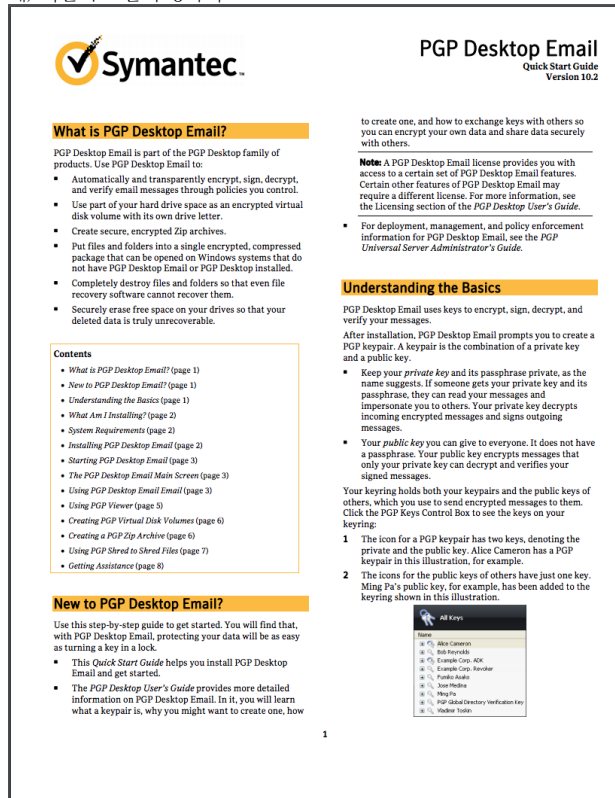 Symantec.
PGP Desktop Email
Quick Start Guide
Version 10.2
What is PGP Desktop Email?
PGP Desktop Email is part of the PGP Desktop family of
products. Use PGP Desktop Email to:
▪ Automatically and transparently encrypt, sign, decrypt,
and verify email messages through policies you control.
▪ Use part of your hard drive space as an encrypted virtual
disk volume with its own drive letter.
▪ Create secure, encrypted Zip archives.
▪ Put files and folders into a single encrypted, compressed
package that can be opened on Windows systems that do
not have PGP Desktop Email or PGP Desktop installed.
▪ Completely destroy files and folders so that even file
recovery software cannot recover them.
▪ Securely erase free space on your drives so that your
deleted data is truly unrecoverable.
Contents
• What is PGP Desktop Email? (page 1)
• New to PGP Desktop Email? (page 1)
• Understanding the Basics (page 1)
• What Am I Installing? (page 2)
• System Requirements (page 2)
• Installing PGP Desktop Email (page 2)
• Starting PGP Desktop Email (page 3)
• The PGP Desktop Email Main Screen (page 3)
• Using PGP Desktop Email Email (page 3)
• Using PGP Viewer (page 5)
• Creating PGP Virtual Disk Volumes (page 6)
• Creating a PGP Zip Archive (page 6)
• Using PGP Shred to Shred Files (page 7)
• Getting Assistance (page 8)
New to PGP Desktop Email?
Use this step-by-step guide to get started. You will find that,
with PGP Desktop Email, protecting your data will be as easy
as turning a key in a lock.
▪ This Quick Start Guide helps you install PGP Desktop
Email and get started.
▪ The PGP Desktop User's Guide provides more detailed
information on PGP Desktop Email. In it, you will learn
what a keypair is, why you might want to create one, how
to create one, and how to exchange keys with others so
you can encrypt your own data and share data securely
with others.
Note: A PGP Desktop Email license provides you with
access to a certain set of PGP Desktop Email features.
Certain other features of PGP Desktop Email may
require a different license. For more information, see
the Licensing section of the PGP Desktop User's Guide.
▪ For deployment, management, and policy enforcement
information for PGP Desktop Email, see the PGP
Universal Server Administrator's Guide.
Understanding the Basics
PGP Desktop Email uses keys to encrypt, sign, decrypt, and
verify your messages.
After installation, PGP Desktop Email prompts you to create a
PGP keypair. A keypair is the combination of a private key
and a public key.
▪ Keep your private key and its passphrase private, as the
name suggests. If someone gets your private key and its
passphrase, they can read your messages and
impersonate you to others. Your private key decrypts
incoming encrypted messages and signs outgoing
messages.
▪ Your public key you can give to everyone. It does not have
a passphrase. Your public key encrypts messages that
only your private key can decrypt and verifies your
signed messages.
Your keyring holds both your keypairs and the public keys of
others, which you use to send encrypted messages to them.
Click the PGP Keys Control Box to see the keys on your
keyring:
1 The icon for a PGP keypair has two keys, denoting the
private and the public key. Alice Cameron has a PGP
keypair in this illustration, for example.
2 The icons for the public keys of others have just one key.
Ming Pa's public key, for example, has been added to the
keyring shown in this illustration.
All Keys
Name
Alice Cameron
Bob Reynolds
Example Corp. ADK
Example Corp. Revoker
Fumiko Asako
Jose Medina
Ming Pa
PGP Global Directory Verification Key
Vladimir Toskin
1